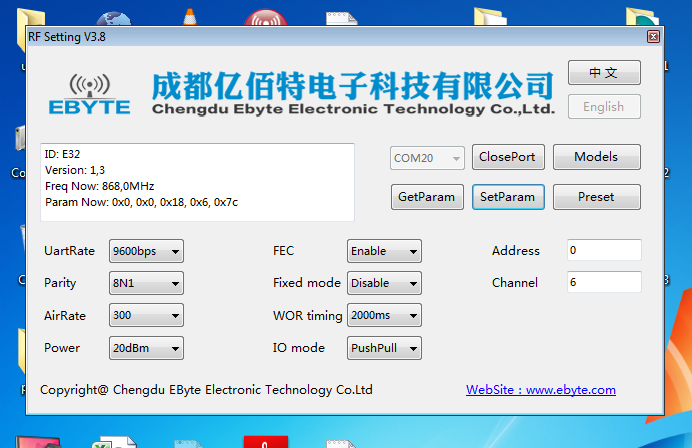 RF Setting V3.8
中 文
EBYTE
成都亿佰特电子科技有限公司
Chengdu Ebyte Electronic Technology Co.,Ltd.
English
ID: E32
Version: 1,3
Freq Now: 868,0MHz
Param Now: 0x0, 0x0, 0x18, 0x6, 0x7c
COM20 ClosePort Models
GetParam SetParam Preset
UartRate 9600bps FEC Enable Address 0
Parity 8N1 Fixed mode Disable Channel 6
AirRate 300 WOR timing 2000ms
Power 20dBm IO mode PushPull
Copyright@ Chengdu EByte Electronic Technology Co.Ltd WebSite : www.ebyte.com